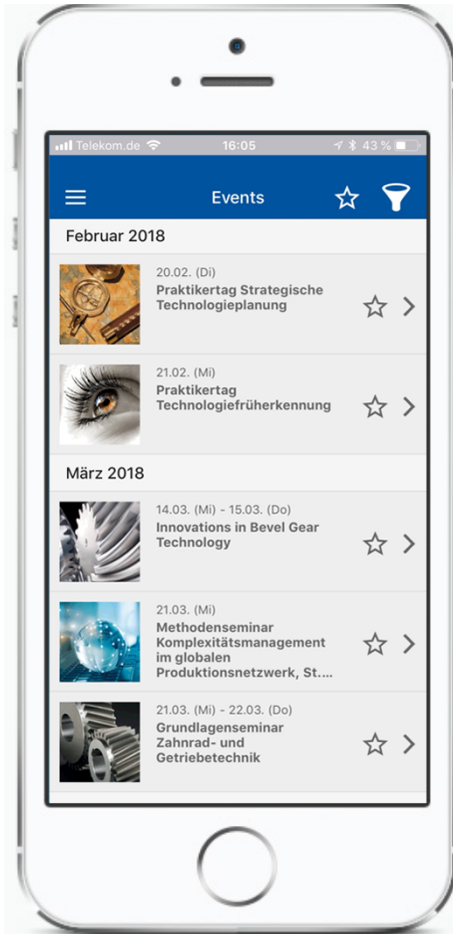 Telekom.de 16:05 43 %
Events
Februar 2018
20.02. (Di)
Praktikertag Strategische
Technologieplanung
21.02. (Mi)
Praktikertag
Technologiefrüherkennung
März 2018
14.03. (Mi) - 15.03. (Do)
Innovations in Bevel Gear
Technology
21.03. (Mi)
Methodenseminar
Komplexitätsmanagement
im globalen
Produktionsnetzwerk, St....
21.03. (Mi) - 22.03. (Do)
Grundlagenseminar
Zahnrad- und
Getriebetechnik